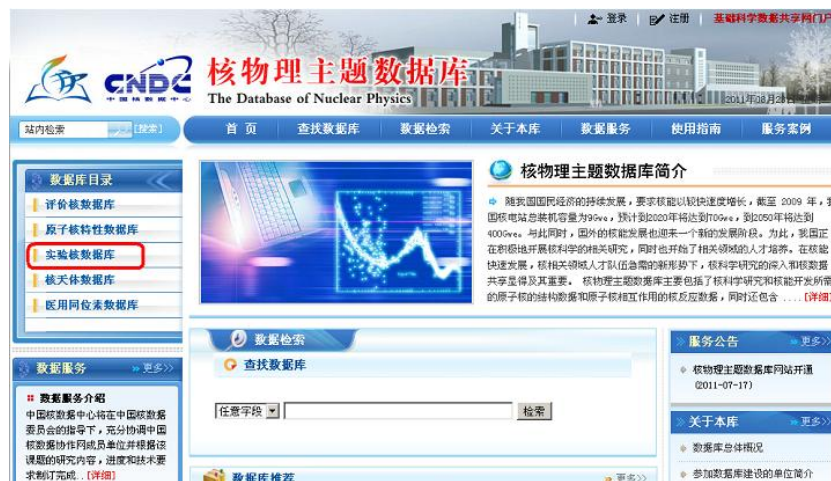 登录 注册 基础科学数据共享网门户
CNDC
中国核数据中心
核物理主题数据库
The Database of Nuclear Physics
站内检索 [搜索] 首 页 查找数据库 数据检索 关于本库 数据服务 使用指南 服务案例
数据库目录
评价核数据库
原子核特性数据库
实验核数据库
核天体数据库
医用同位素数据库
数据服务 更多>>
数据服务介绍
中国核数据中心将在中国核数据
委员会的指导下，充分协调中国
核数据协作网成员单位并根据该
课题的研究内容，进度和技术要
求制订完成..[详细]
核物理主题数据库简介
随我国国民经济的持续发展，要求核能以较快速度增长，截至 2009 年，我
国核电站总装机容量为9Gwe，预计到2020年将达到70Gwe，到2050年将达到
400Gwe。与此同时，国外的核能发展也迎来一个新的发展阶段。为此，我国正
在积极地开展核科学的相关研究，同时也开始了相关领域的人才培养。在核能
快速发展，核相关领域人才队伍急需的新形势下，核科学研究的深入和核数据
共享显得及其重要。 核物理主题数据库主要包括了核科学研究和核能开发所需
的原子核的结构数据和原子核相互作用的核反应数据，同时还包含 ....[详细]
数据检索
查找数据库
任意字段 检索
数据库推荐 更多>>
服务公告 更多>>
核物理主题数据库网站开通
(2011-07-17)
关于本库 更多>>
数据库总体概况
参加数据库建设的单位简介